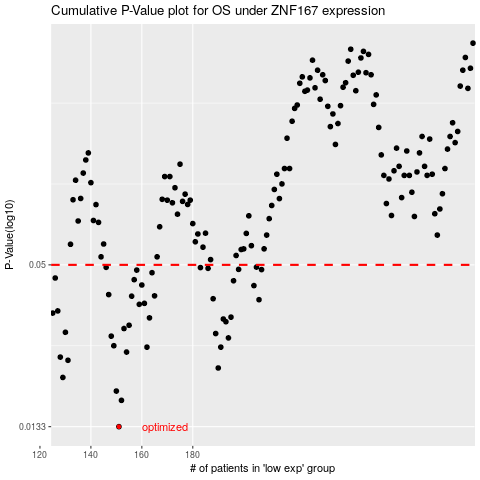 Cumulative P-Value plot for OS under ZNF167 expression
P-Value(log10)
0.05
0.0133
optimized
120 140 160 180
# of patients in 'low exp' group